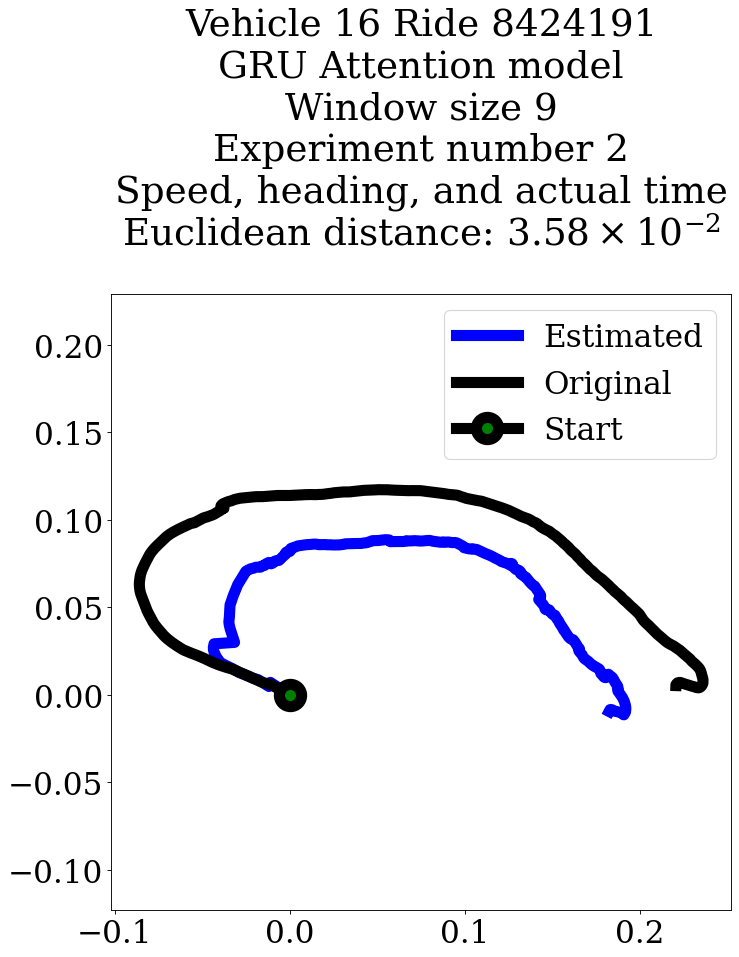 Vehicle 16 Ride 8424191
GRU Attention model
Window size 9
Experiment number 2
Speed, heading, and actual time
Euclidean distance: 3.58 × 10⁻²
Estimated
Original
Start
0.20
0.15
0.10
0.05
0.00
−0.05
−0.10
−0.1 0.0 0.1 0.2